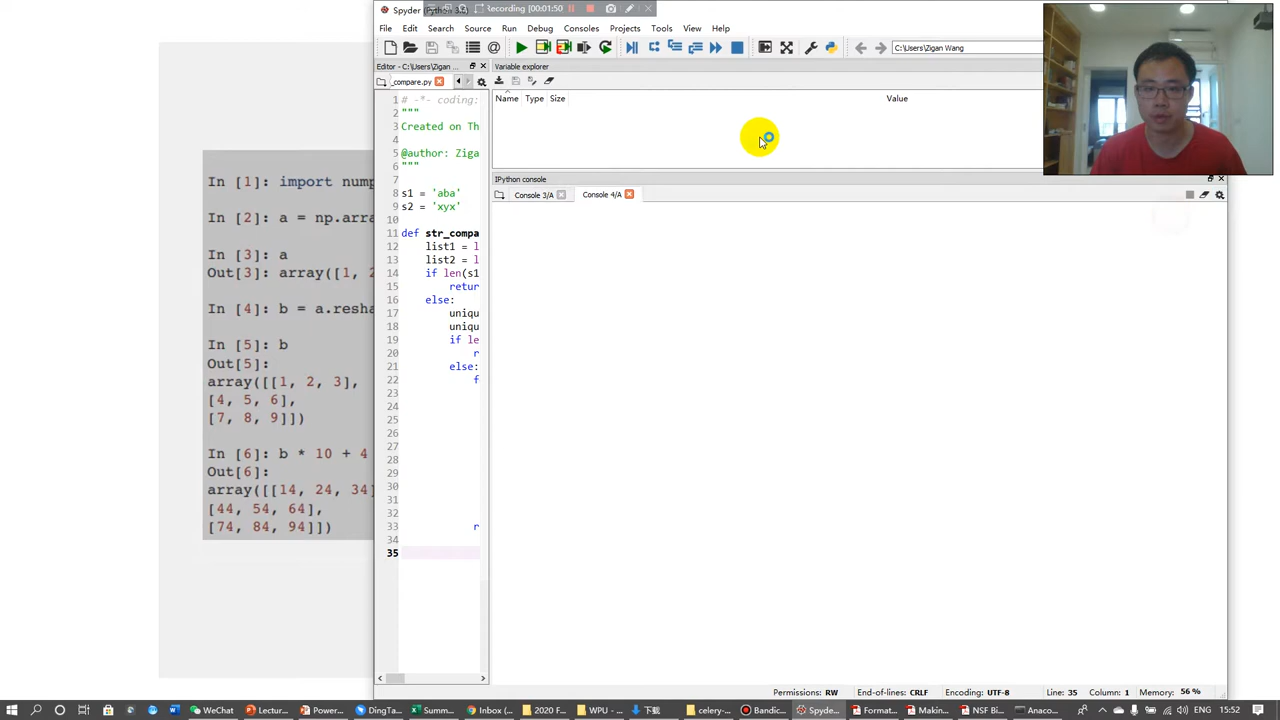 Spyder (Python 3.
Recording [00:01:50]
File Edit Search Source Run Debug Consoles Projects Tools View Help
C:\Users\Zigan Wang
Editor - C:\Users\Zigan
Variable explorer
_compare.py
Name Type Size Value
1 # -*- coding:
2 """
3 Created on Th
4
5 @author: Ziga
6 """
7
8 s1 = 'aba'
9 s2 = 'xyx'
10
11 def str_compa
12 list1 = l
13 list2 = l
14 if len(s1
15 retur
16 else:
17 uniqu
18 uniqu
19 if le
20 r
21 else:
22 f
23
24
25
26
27
28
29
30
31
32
33 r
34
35
IPython console
Console 3/A Console 4/A
In [1]: import nump
In [2]: a = np.arra
In [3]: a
Out[3]: array([1, 2
In [4]: b = a.resha
In [5]: b
Out[5]:
array([[1, 2, 3],
[4, 5, 6],
[7, 8, 9]])
In [6]: b * 10 + 4
Out[6]:
array([[14, 24, 34]
[44, 54, 64],
[74, 84, 94]])
Permissions: RW End-of-lines: CRLF Encoding: UTF-8 Line: 35 Column: 1 Memory: 56 %
WeChat Lectur... Power... DingTa... Summ... Inbox (... 2020 F... WPU - ... 下载 celery-... Bandic... Spyde... Format... Makin... NSF Bi... Anaco... 15:52